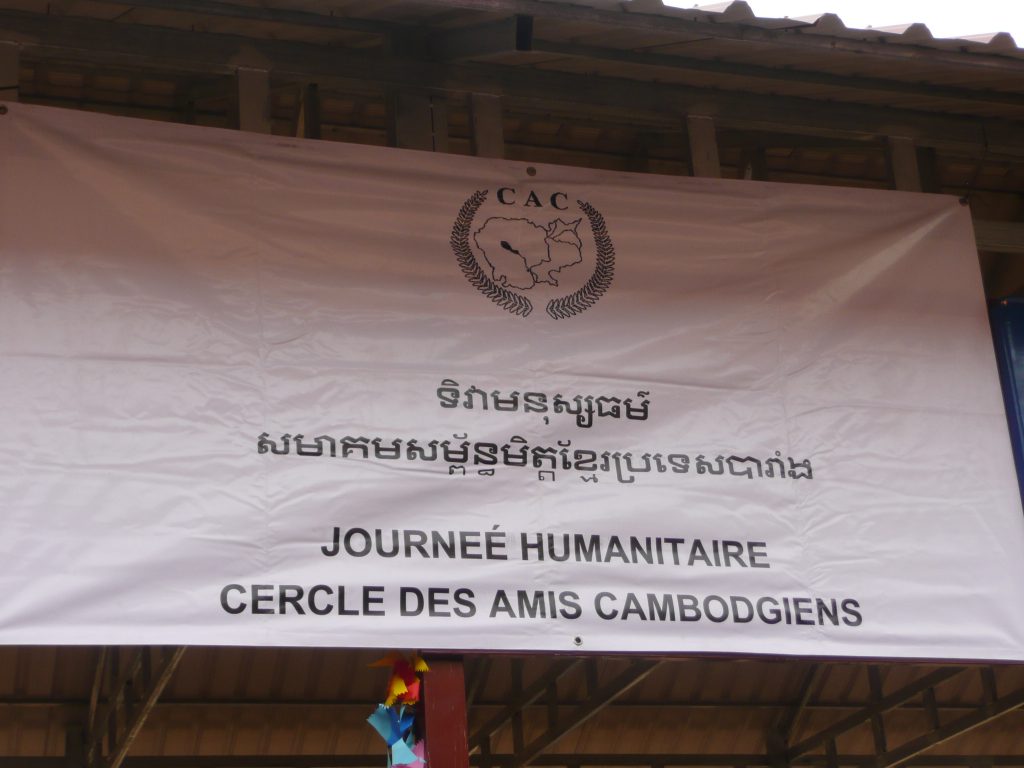 CAC
ទិវាមនុស្សធម៌
សមាគមសម្ព័ន្ធមិត្តខ្មែរប្រទេសបារាំង
JOURNEÉ HUMANITAIRE
CERCLE DES AMIS CAMBODGIENS